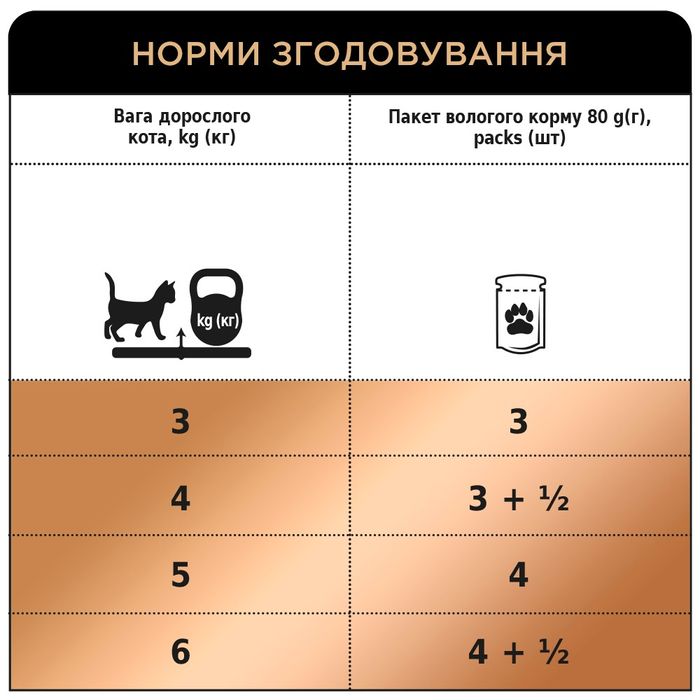 НОРМИ ЗГОДОВУВАННЯ
Вага дорослого
кота, kg (кг)
Пакет вологого корму 80 g(г),
packs (шт)
kg (кг)
3 3
4 3 + ½
5 4
6 4 + ½